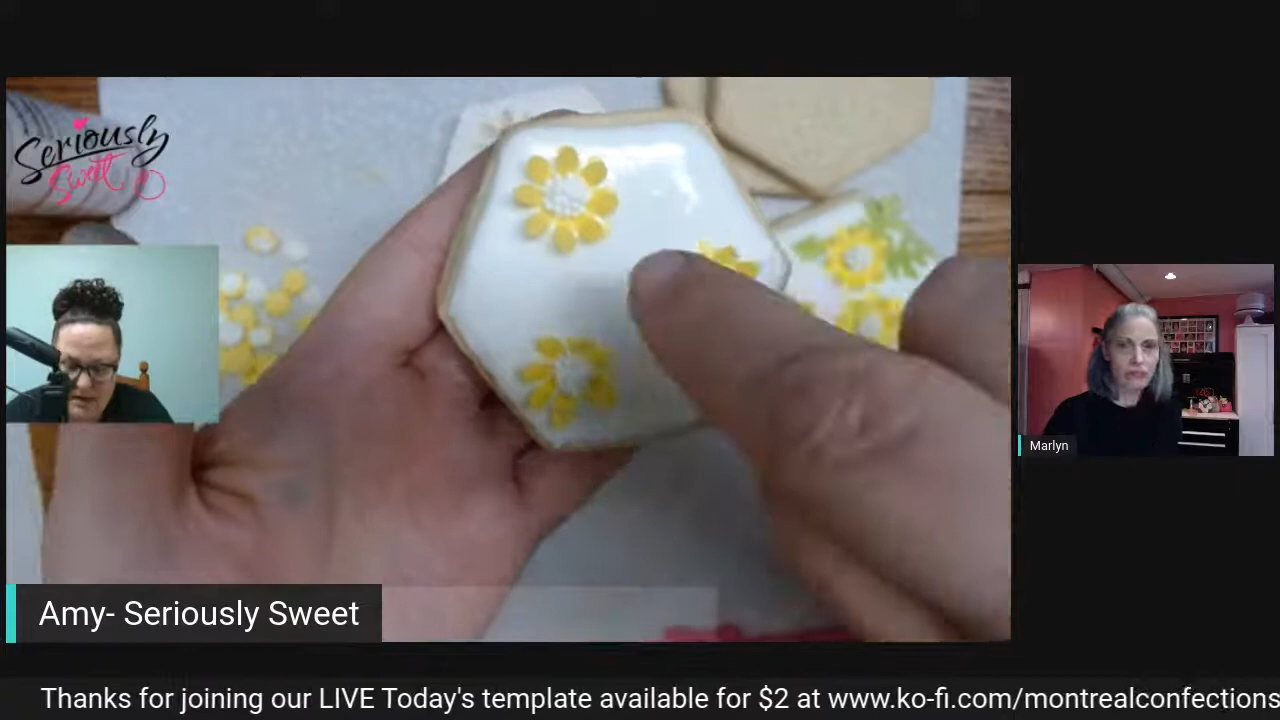 Seriously
Sweet
Marlyn
Amy- Seriously Sweet
Thanks for joining our LIVE Today's template available for $2 at www.ko-fi.com/montrealconfections